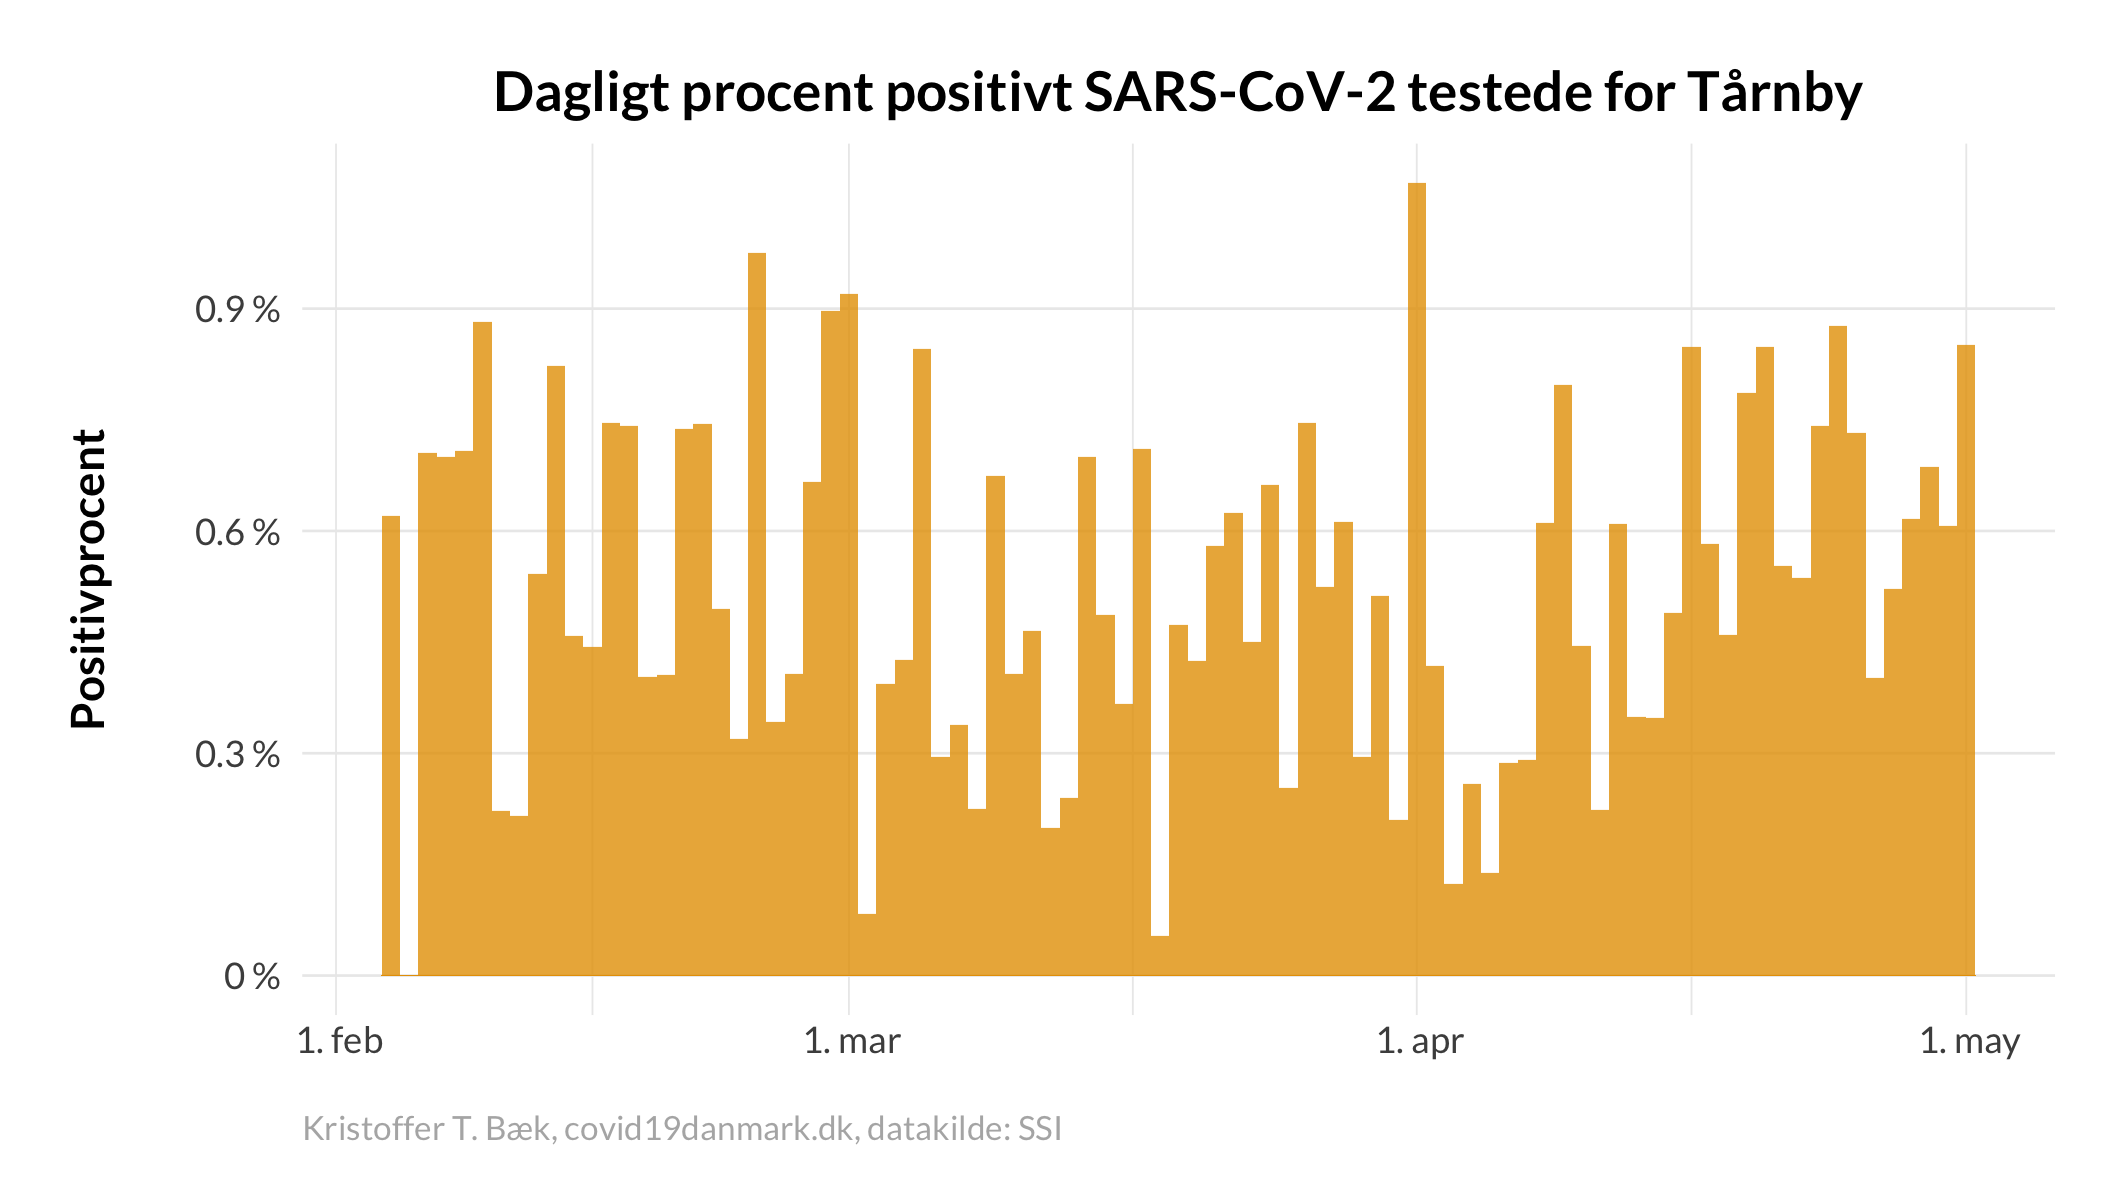 Dagligt procent positivt SARS-CoV-2 testede for Tårnby
Positivprocent
0.9 %
0.6 %
0.3 %
0 %
1. feb
1. mar
1. apr
1. may
Kristoffer T. Bæk, covid19danmark.dk, datakilde: SSI